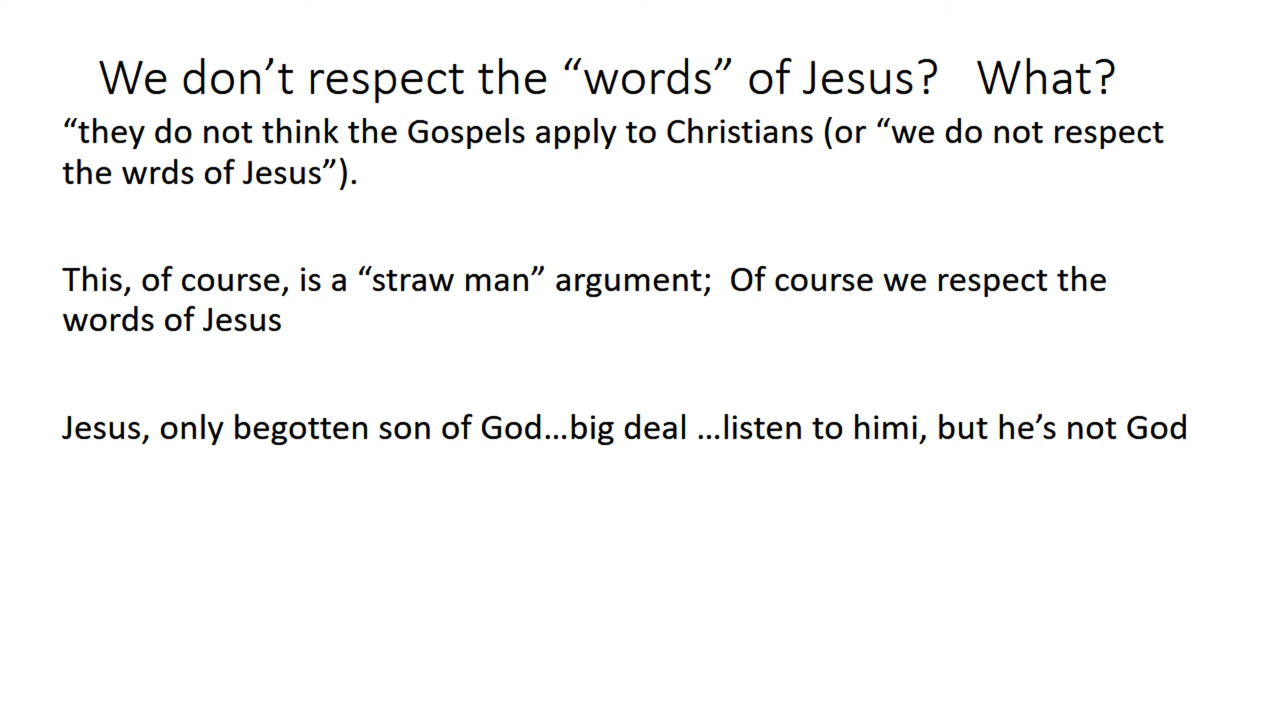 We don’t respect the “words” of Jesus?   What?
“they do not think the Gospels apply to Christians (or “we do not respect
the wrds of Jesus”).
This, of course, is a “straw man” argument;  Of course we respect the
words of Jesus
Jesus, only begotten son of God…big deal …listen to himi, but he’s not God